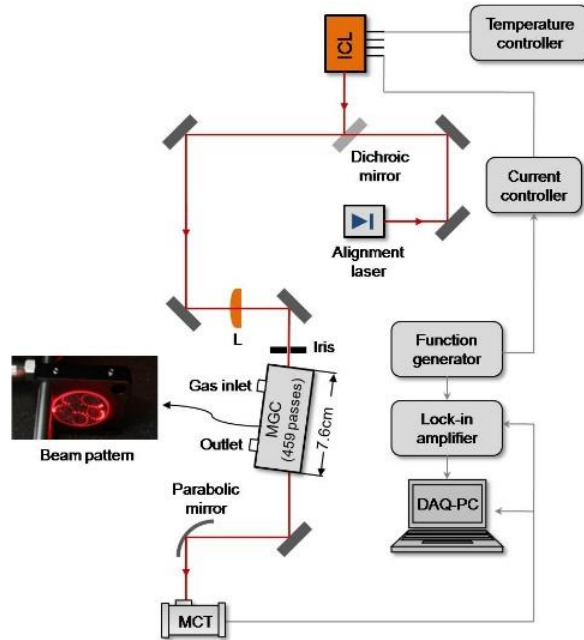 ICL
Temperature
controller
Dichroic
mirror
Current
controller
Alignment
laser
L
Iris
Function
generator
Gas inlet
MGC
(459 passes)
7.6cm
Outlet
Lock-in
amplifier
Beam pattern
Parabolic
mirror
DAQ-PC
MCT